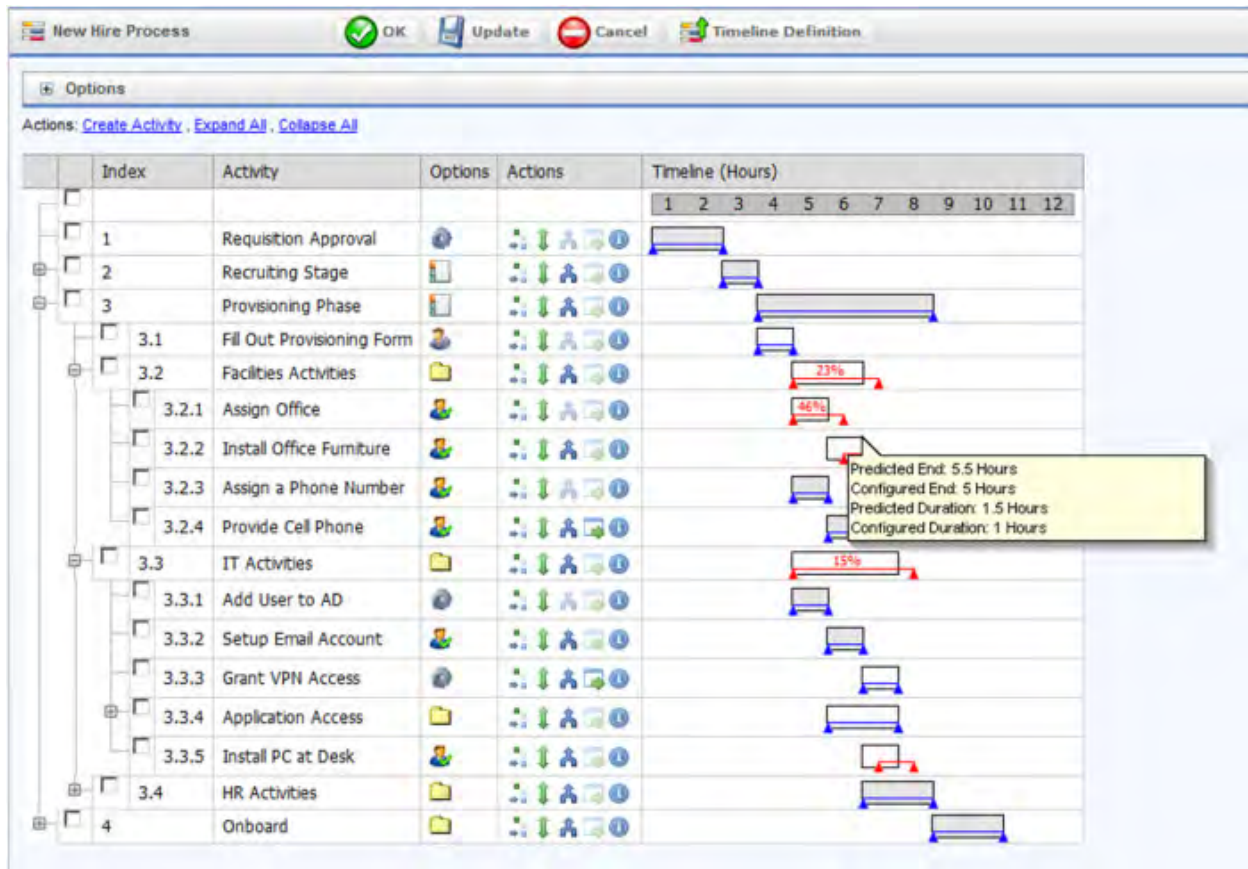 New Hire Process OK Update Cancel Timeline Definition
Options
Actions: Create Activity , Expand All , Collapse All
Index Activity Options Actions Timeline (Hours)
1 2 3 4 5 6 7 8 9 10 11 12
1 Requisition Approval
2 Recruiting Stage
3 Provisioning Phase
3.1 Fill Out Provisioning Form
3.2 Facilities Activities 23%
3.2.1 Assign Office 46%
3.2.2 Install Office Furniture
Predicted End: 5.5 Hours
Configured End: 5 Hours
3.2.3 Assign a Phone Number
Predicted Duration: 1.5 Hours
Configured Duration: 1 Hours
3.2.4 Provide Cell Phone
3.3 IT Activities 15%
3.3.1 Add User to AD
3.3.2 Setup Email Account
3.3.3 Grant VPN Access
3.3.4 Application Access
3.3.5 Install PC at Desk
3.4 HR Activities
4 Onboard